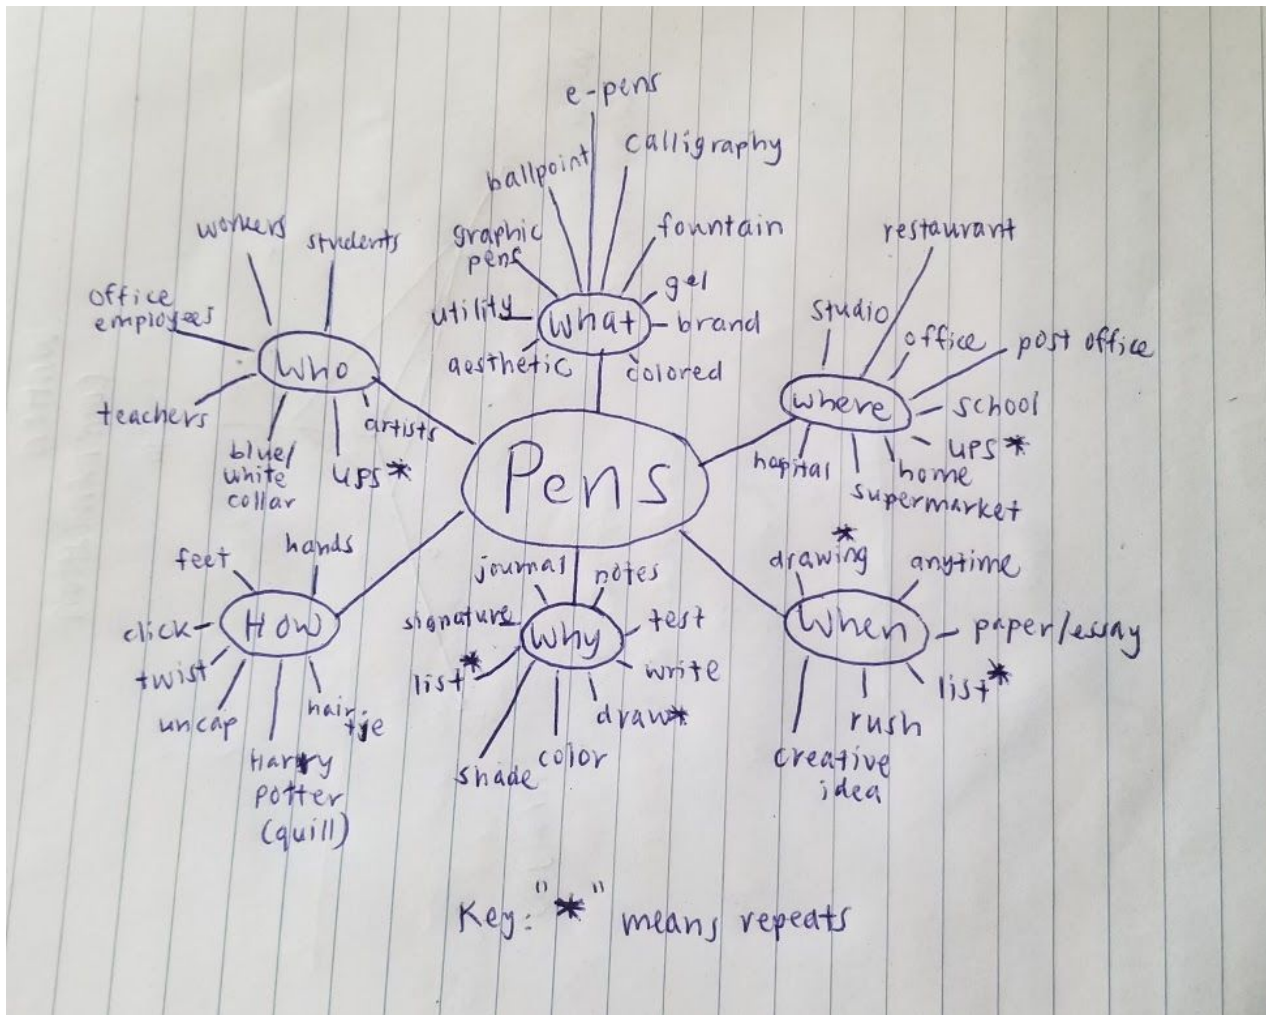 e-pens
calligraphy
ballpoint
graphic
pens
fountain
gel
utility
what
brand
aesthetic
colored
workers
students
office
employees
Who
teachers
artists
blue/
white
collar
UPS*
restaurant
studio
office
post office
where
school
UPS*
home
hospital
supermarket
Pens
feet
hands
click
How
twist
uncap
hair
tie
Harry
Potter
(quill)
journal
notes
signature
Why
test
list*
write
draw*
color
shade
drawing*
anytime
When
paper/essay
list*
rush
creative
idea
Key: "*" means repeats